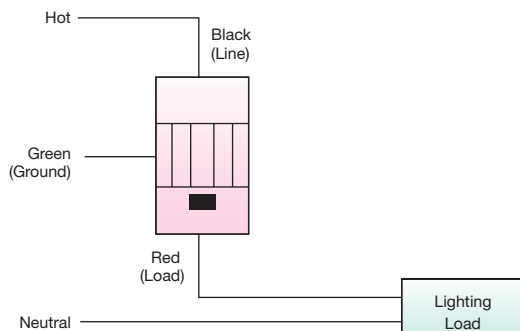 Hot
Black
(Line)
Green
(Ground)
Red
(Load)
Neutral
Lighting
Load